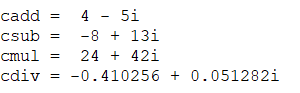 cadd =  4 - 5i
csub =  -8 + 13i
cmul =  24 + 42i
cdiv = -0.410256 + 0.051282i